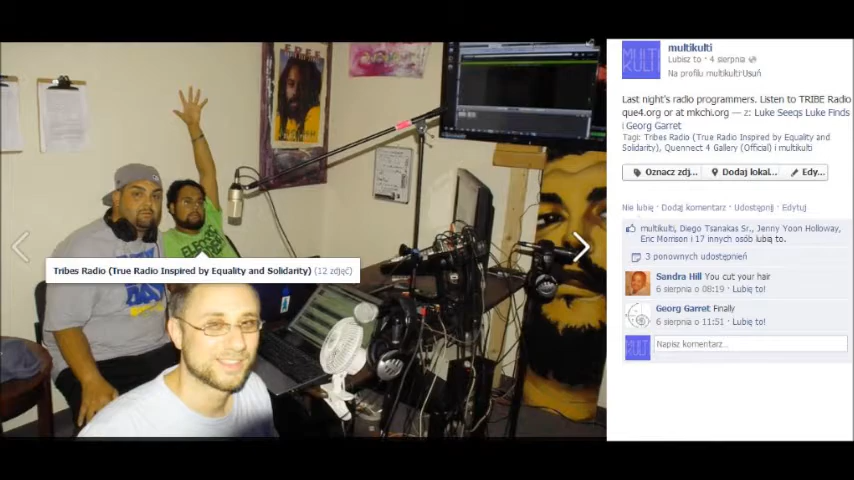 FREE
Tribes Radio (True Radio Inspired by Equality and Solidarity) (12 zdjęć)
MULTI
KULTI
multikulti
Lubisz to · 4 sierpnia
Na profilu multikulti Usuń
Last night's radio programmers. Listen to TRIBE Radio
que4.org or at mkchi.org — z: Luke Seeqs Luke Finds
i Georg Garret
Tagi: Tribes Radio (True Radio Inspired by Equality and
Solidarity), Quennect 4 Gallery (Official) i multikulti
Oznacz zdj... Dodaj lokal... Edy...
Nie lubię · Dodaj komentarz · Udostępnij · Edytuj
multikulti, Diego Tsanakas Sr., Jenny Yoon Holloway,
Eric Morrison i 17 innych osób lubią to.
3 ponownych udostępnień
Sandra Hill You cut your hair
6 sierpnia o 08:19 · Lubię to!
Georg Garret Finally
6 sierpnia o 11:51 · Lubię to!
Napisz komentarz...